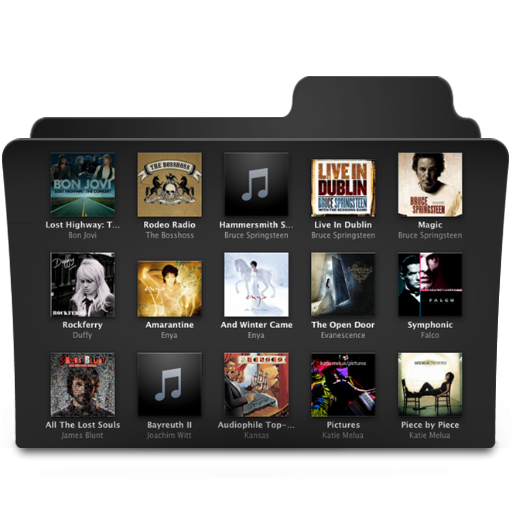 BON JOVI
THE BOSSHOSS
LIVE IN
DUBLIN
BRUCE SPRINGSTEEN
BRUCE
SPRINGSTEEN
Lost Highway: T...
Rodeo Radio
Hammersmith S...
Live In Dublin
Magic
Bon Jovi
The Bosshoss
Bruce Springsteen
Bruce Springsteen
Bruce Springsteen
Duffy
ROCKFERRY
FALCO
Rockferry
Amarantine
And Winter Came
The Open Door
Symphonic
Duffy
Enya
Enya
Evanescence
Falco
KANSAS
katie melua/pictures
All The Lost Souls
Bayreuth II
Audiophile Top-...
Pictures
Piece by Piece
James Blunt
Joachim Witt
Kansas
Katie Melua
Katie Melua